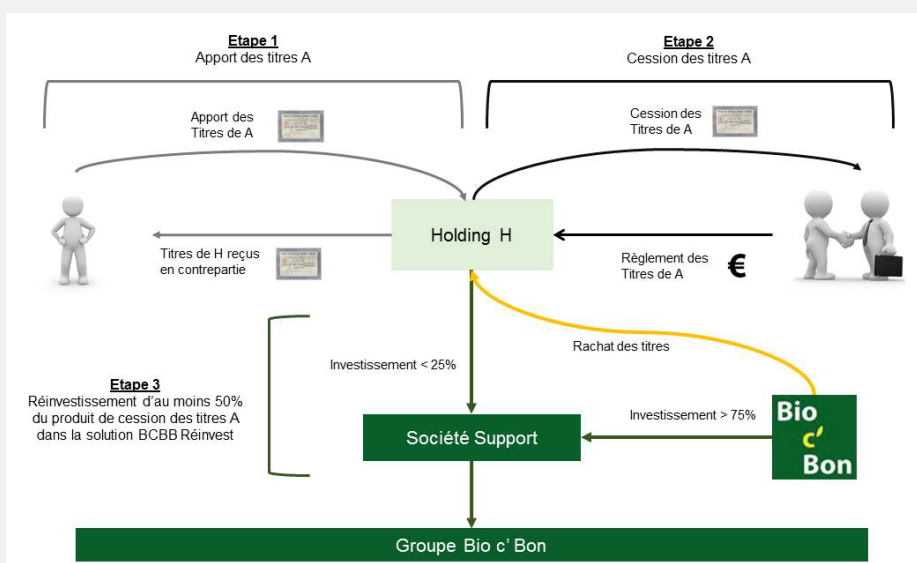 Etape 1
Apport des titres A
Etape 2
Cession des titres A
Apport des
Titres de A
Cession des
Titres de A
Holding H
Titres de H reçus
en contrepartie
Règlement des
Titres de A
€
Rachat des titres
Investissement < 25%
Etape 3
Réinvestissement d'au moins 50%
du produit de cession des titres A
dans la solution BCBB Réinvest
Investissement > 75%
Société Support
Bio
c'
Bon
Groupe Bio c' Bon